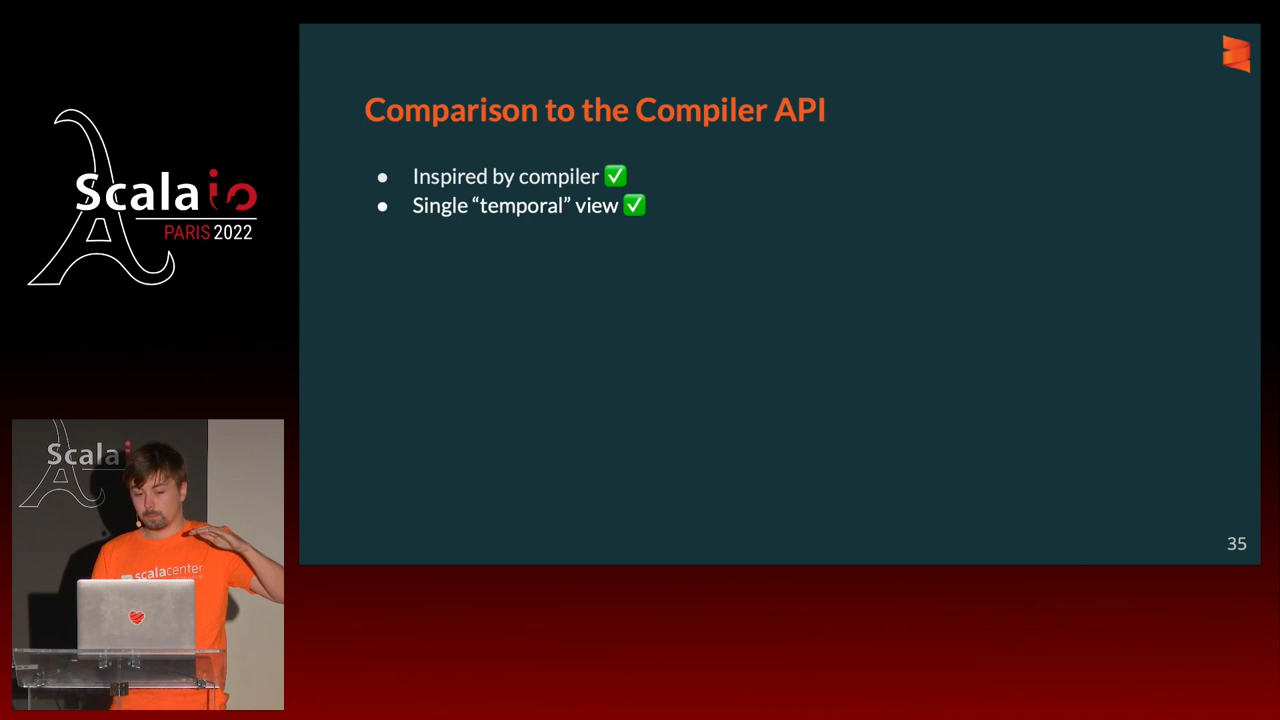 Scala io
PARIS 2022
Comparison to the Compiler API
● Inspired by compiler ✅
● Single “temporal” view ✅
35
Scala i
scalacenter